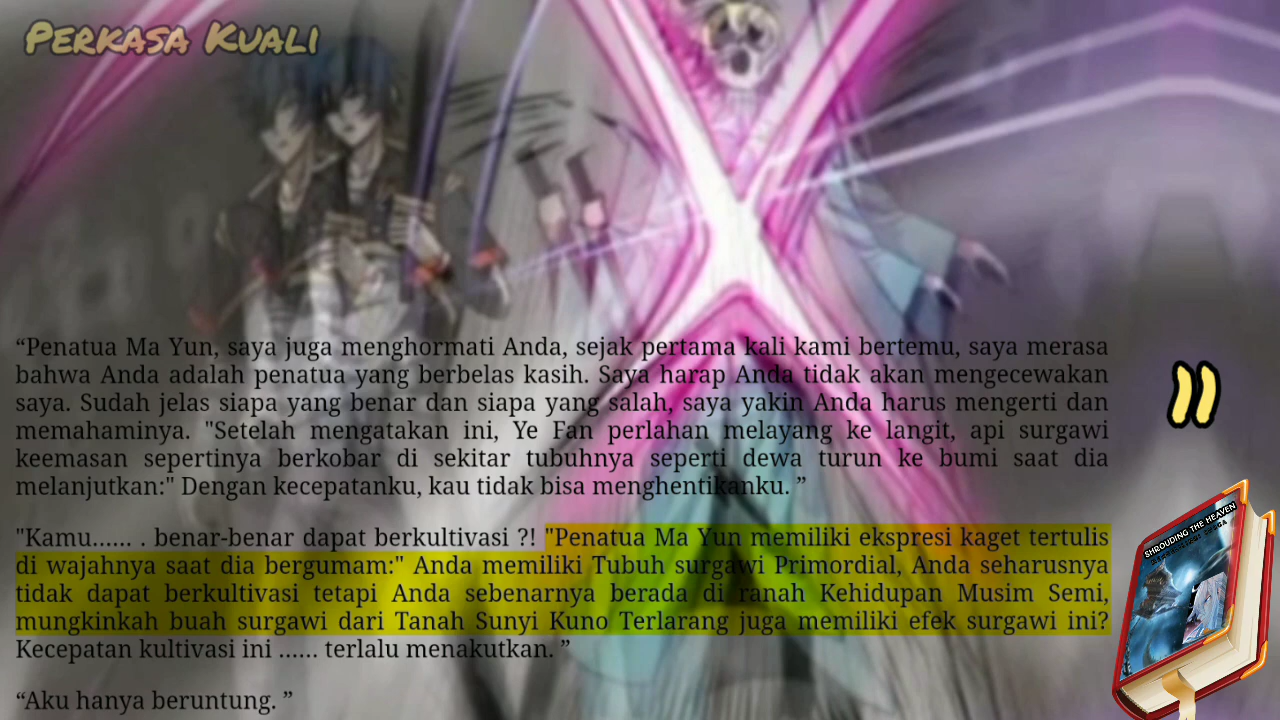 Perkasa Kuali
“Penatua Ma Yun, saya juga menghormati Anda, sejak pertama kali kami bertemu, saya merasa
bahwa Anda adalah penatua yang berbelas kasih. Saya harap Anda tidak akan mengecewakan
saya. Sudah jelas siapa yang benar dan siapa yang salah, saya yakin Anda harus mengerti dan
memahaminya. "Setelah mengatakan ini, Ye Fan perlahan melayang ke langit, api surgawi
keemasan sepertinya berkobar di sekitar tubuhnya seperti dewa turun ke bumi saat dia
melanjutkan:" Dengan kecepatanku, kau tidak bisa menghentikanku. ”
"Kamu...... . benar-benar dapat berkultivasi ?! "Penatua Ma Yun memiliki ekspresi kaget tertulis
di wajahnya saat dia bergumam:" Anda memiliki Tubuh surgawi Primordial, Anda seharusnya
tidak dapat berkultivasi tetapi Anda sebenarnya berada di ranah Kehidupan Musim Semi,
mungkinkah buah surgawi dari Tanah Sunyi Kuno Terlarang juga memiliki efek surgawi ini?
Kecepatan kultivasi ini ...... terlalu menakutkan. ”
“Aku hanya beruntung. ”
SHROUDING THE HEAVEN